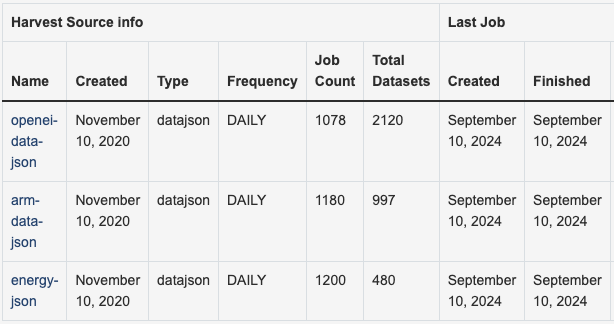 Harvest Source info Last Job
Name Created Type Frequency Job Count Total Datasets Created Finished
openei-data-json November 10, 2020 datajson DAILY 1078 2120 September 10, 2024 September 10, 2024
arm-data-json November 10, 2020 datajson DAILY 1180 997 September 10, 2024 September 10, 2024
energy-json November 10, 2020 datajson DAILY 1200 480 September 10, 2024 September 10, 2024